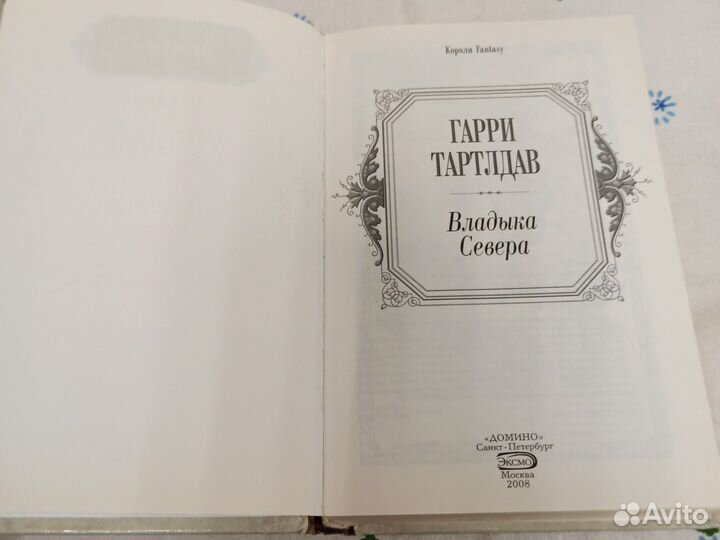 Короли Fantasy
ГАРРИ
ТАРТЛДАВ
Владыка
Севера
«ДОМИНО»
Санкт-Петербург
ЭКСМО
Москва
2008
Avito